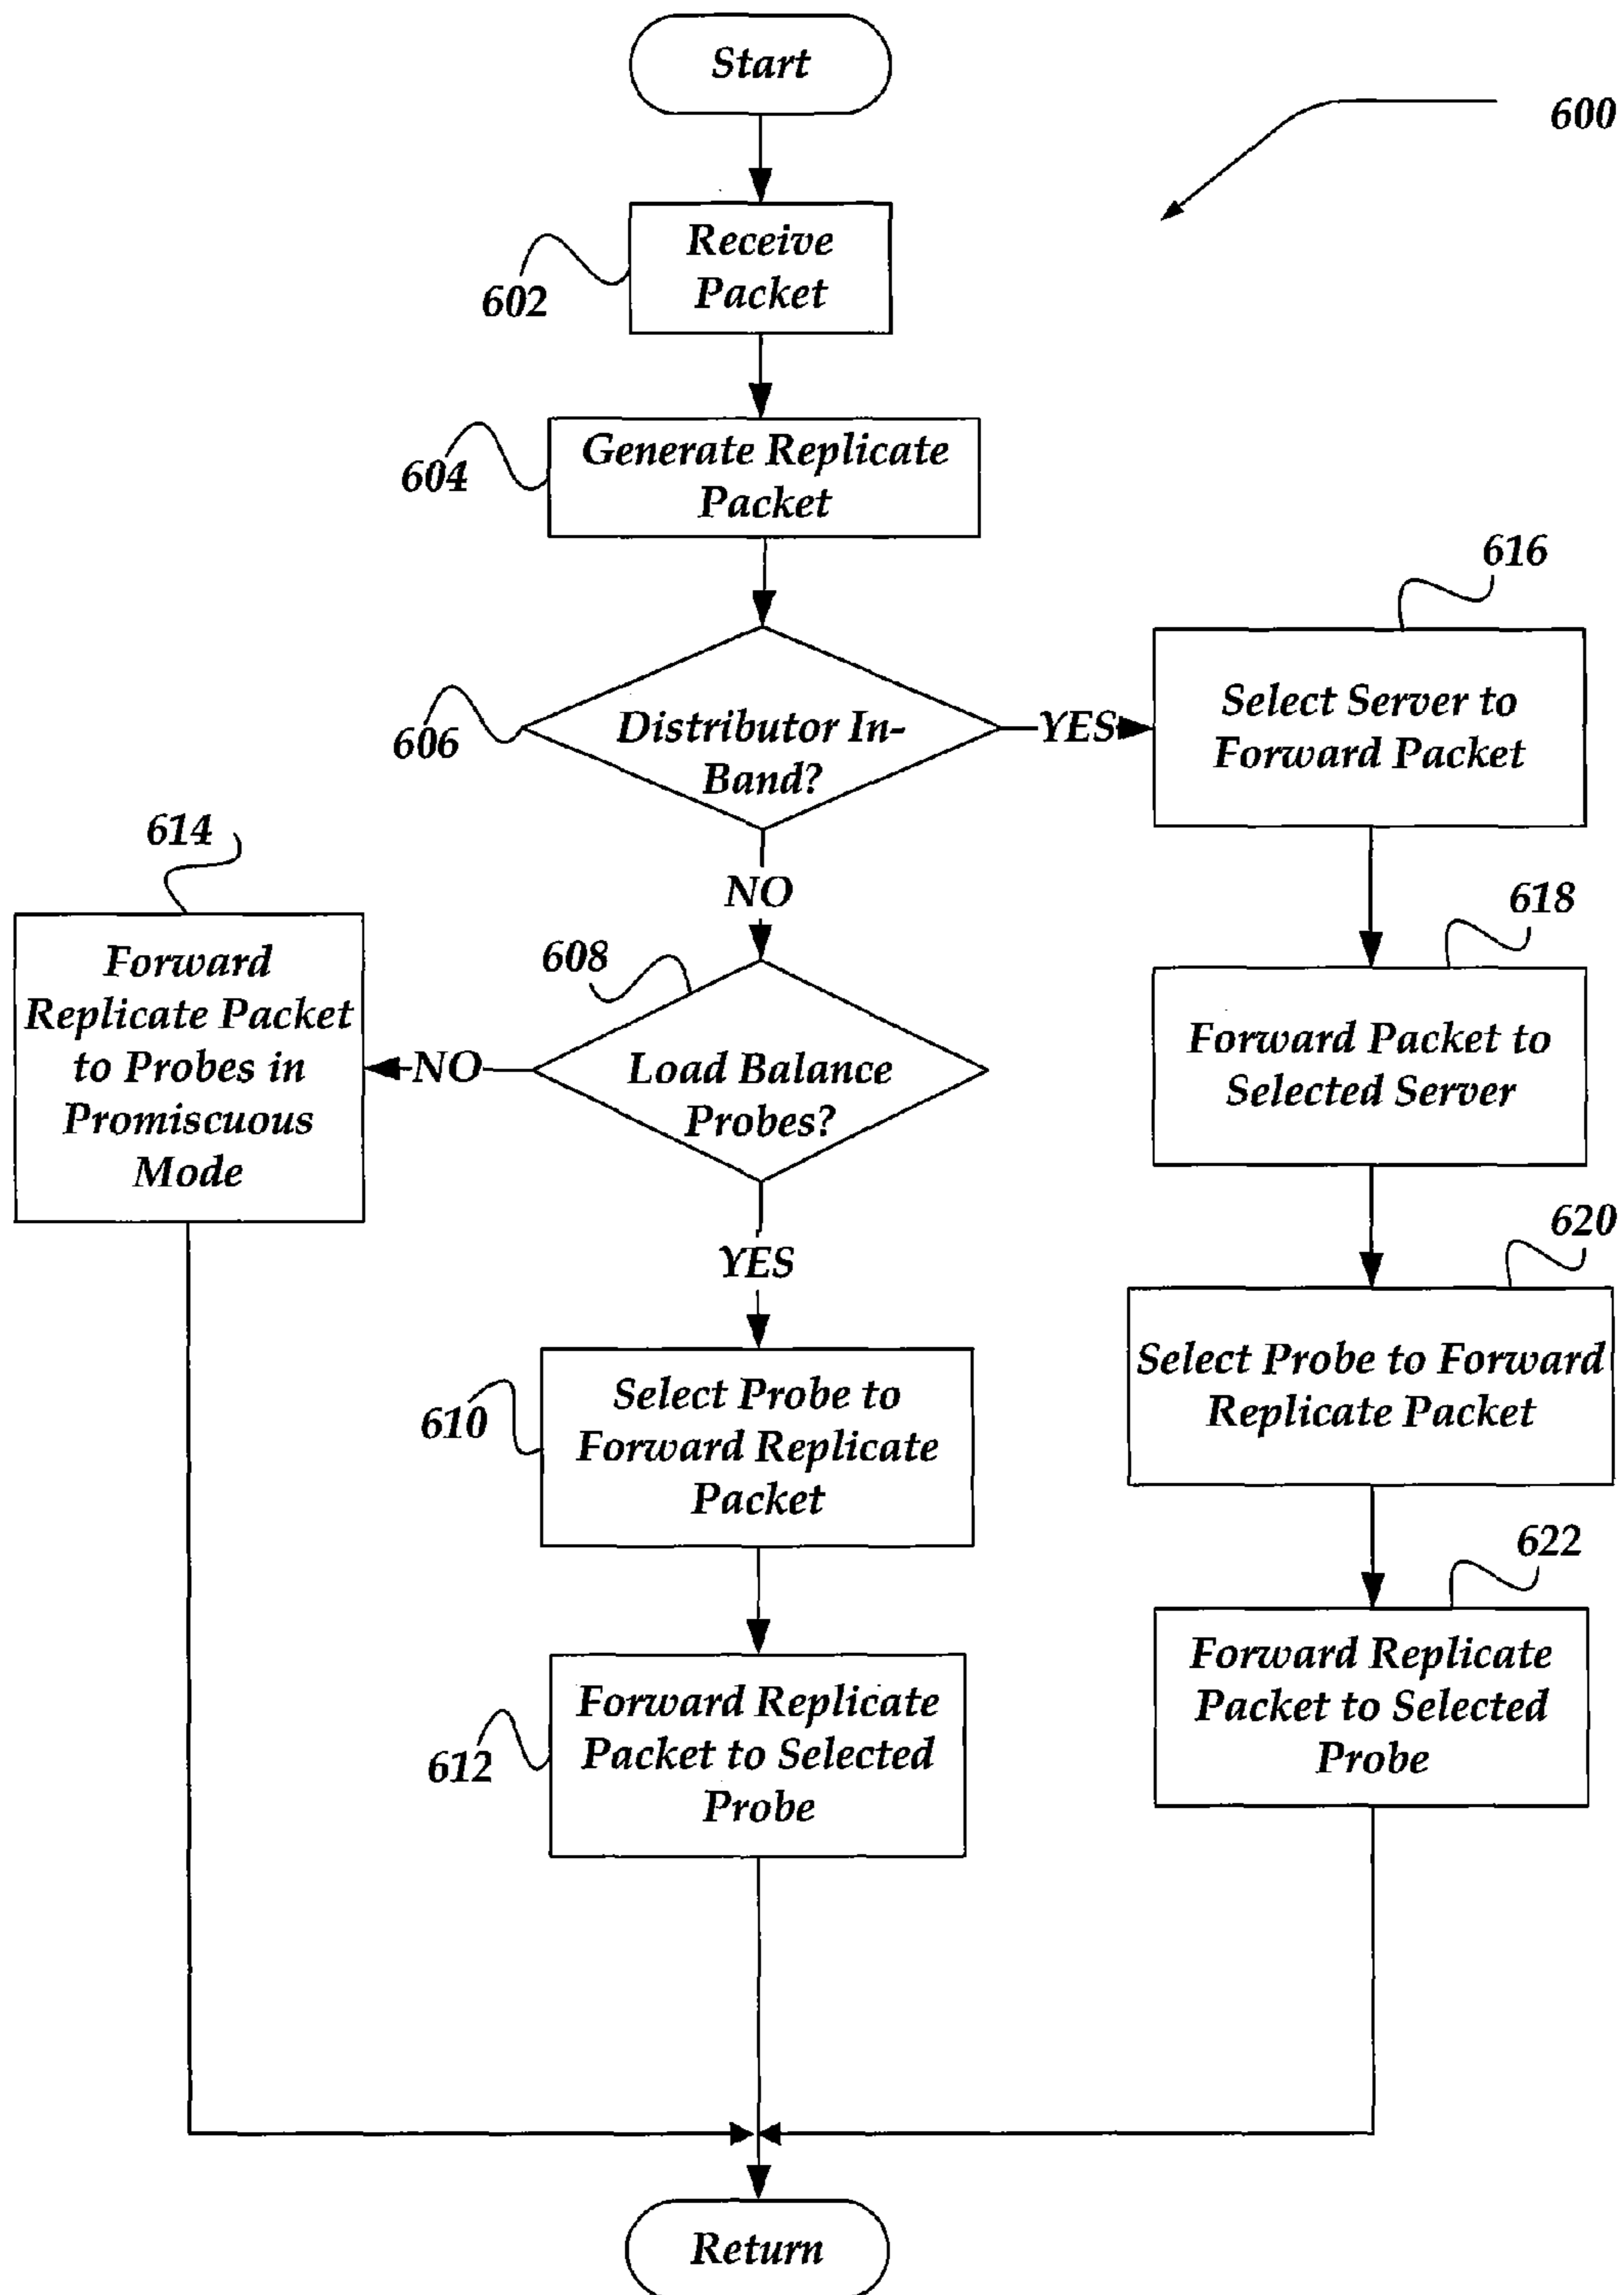 Start
600
Receive
Packet
602
Generate Replicate
Packet
604
616
Distributor In-
Band?
606
YES
Select Server to
Forward Packet
NO
614
608
618
Forward
Replicate Packet
to Probes in
Promiscuous
Mode
NO
Load Balance
Probes?
Forward Packet to
Selected Server
YES
620
610
Select Probe to
Forward Replicate
Packet
Select Probe to Forward
Replicate Packet
622
612
Forward Replicate
Packet to Selected
Probe
Forward Replicate
Packet to Selected
Probe
Return